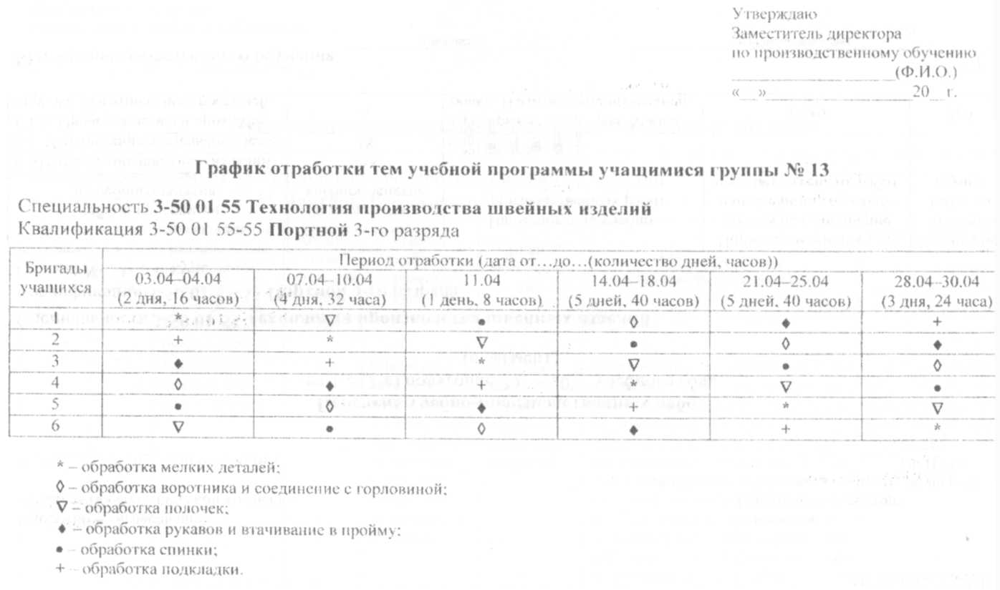 Утверждаю
Заместитель директора
по производственному обучению
____________________(Ф.И.О.)
«__»____________________20__ г.
График отработки тем учебной программы учащимися группы № 13
Специальность 3-50 01 55 Технология производства швейных изделий
Квалификация 3-50 01 55-55 Портной 3-го разряда
Бригады учащихся
Период отработки (дата от…до…(количество дней, часов))
03.04–04.04 (2 дня, 16 часов)
07.04–10.04 (4 дня, 32 часа)
11.04 (1 день, 8 часов)
14.04–18.04 (5 дней, 40 часов)
21.04–25.04 (5 дней, 40 часов)
28.04–30.04 (3 дня, 24 часа)
1 * ∇ ● ◊ ♦ +
2 + * ∇ ● ◊ ♦
3 ♦ + * ∇ ● ◊
4 ◊ ♦ + * ∇ ●
5 ● ◊ ♦ + * ∇
6 ∇ ● ◊ ♦ + *
* – обработка мелких деталей;
◊ – обработка воротника и соединение с горловиной;
∇ – обработка полочек;
♦ – обработка рукавов и втачивание в пройму;
● – обработка спинки;
+ – обработка подкладки.